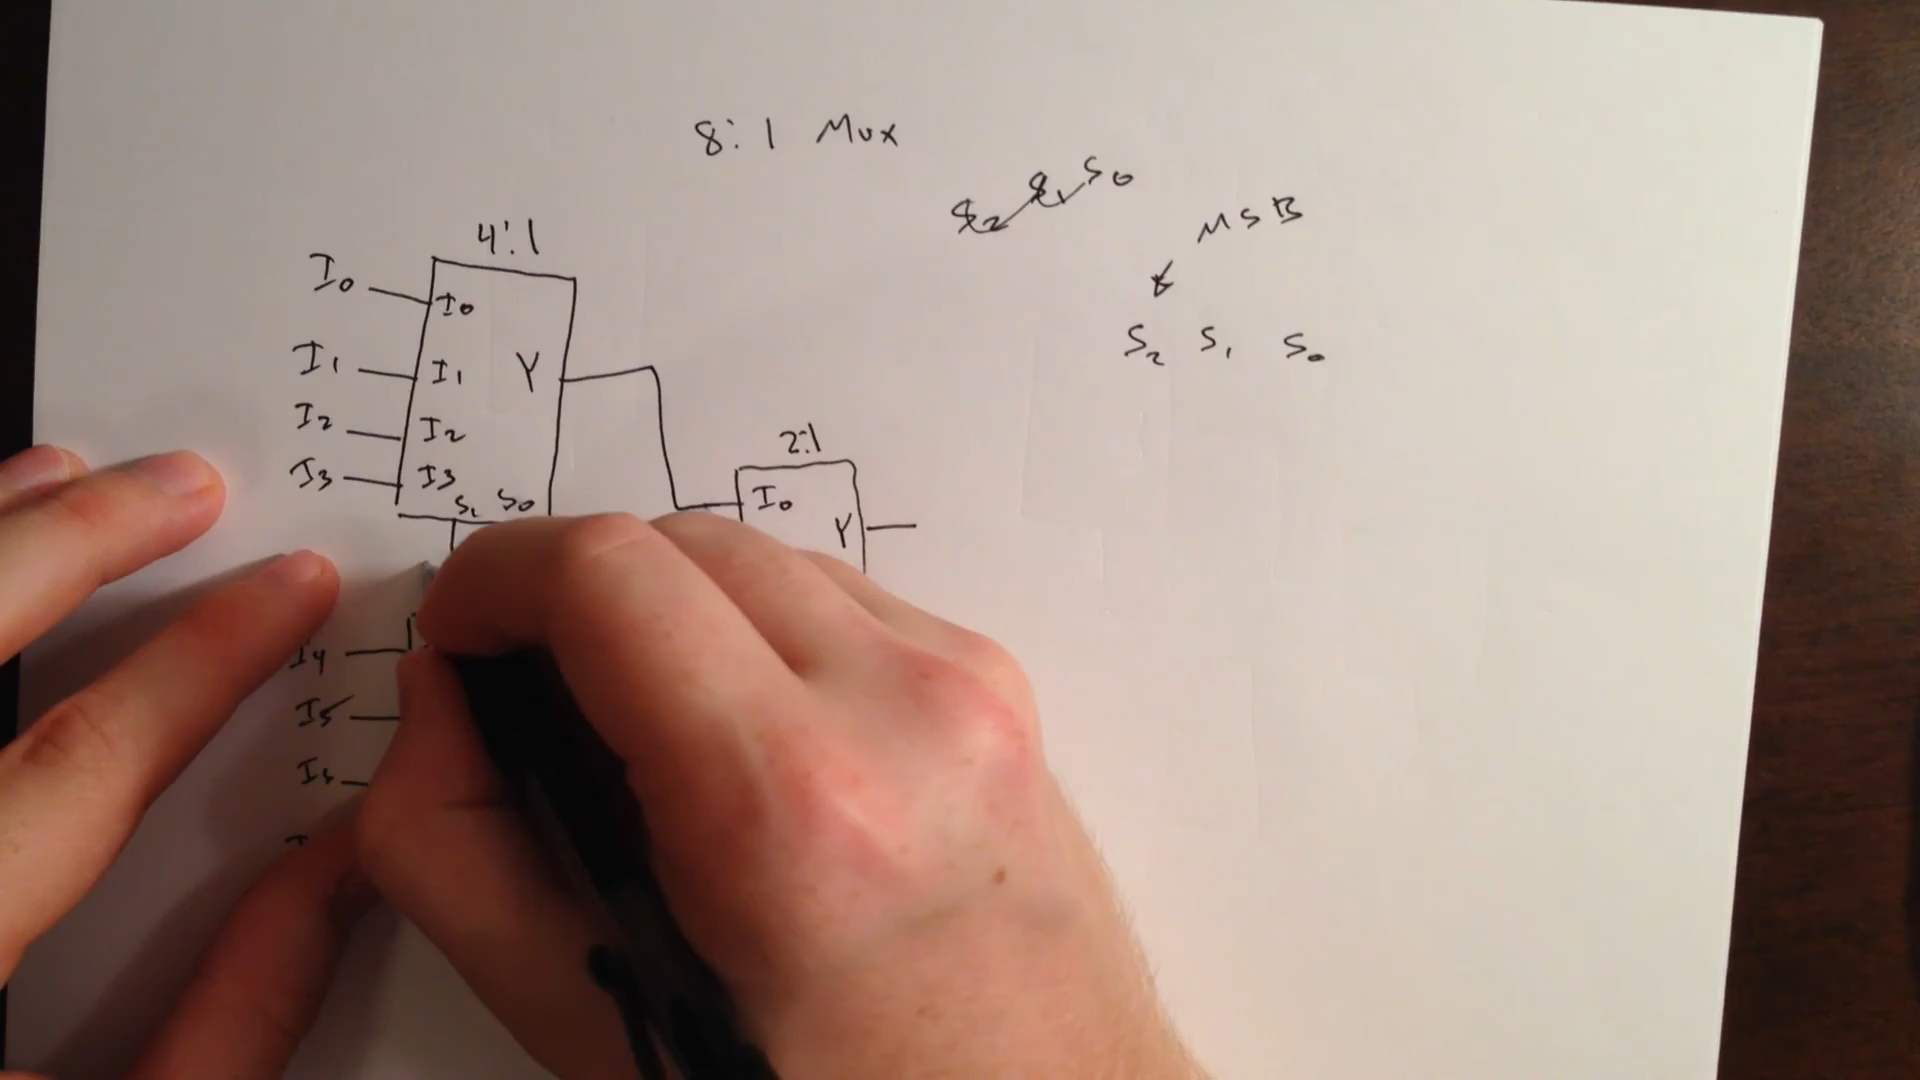 8:1 Mux
S2 S1 S0
MSB
4:1
S2 S1 S0
I0 I0
I1 I1 Y
I2 I2
I3 I3
S1 S0
2:1
I0
Y
I4
I5
I6